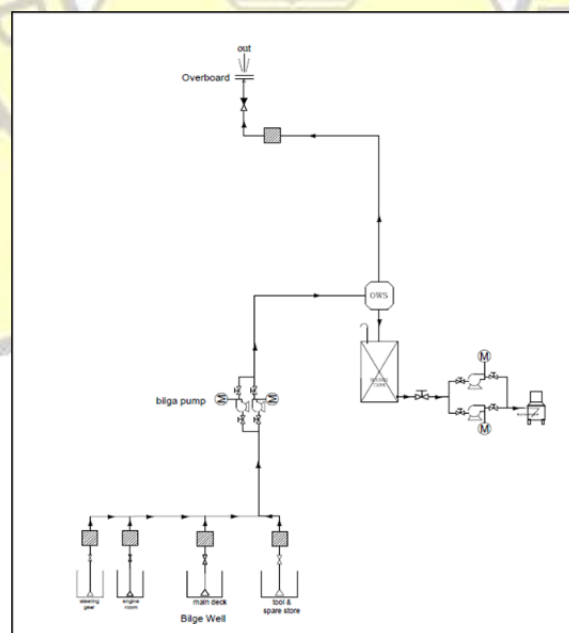 out
Overboard
OWS
M
bilga pump
M
M
M
steering
gear
engine
room
main deck
tool &
spare store
Bilge Well